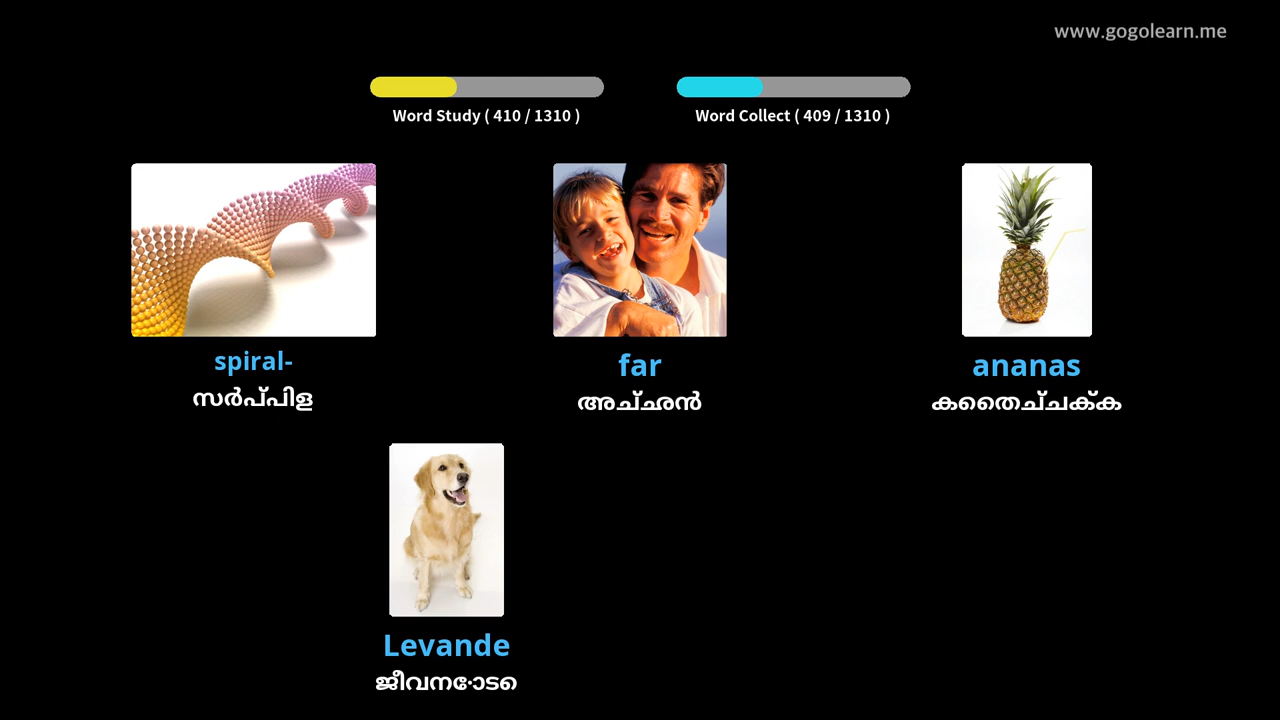 www.gogolearn.me
Word Study ( 410 / 1310 )
Word Collect ( 409 / 1310 )
spiral-
സർപ്പിള
far
അച്ഛൻ
ananas
കൈതച്ചക്ക
Levande
ജീവനോടെ